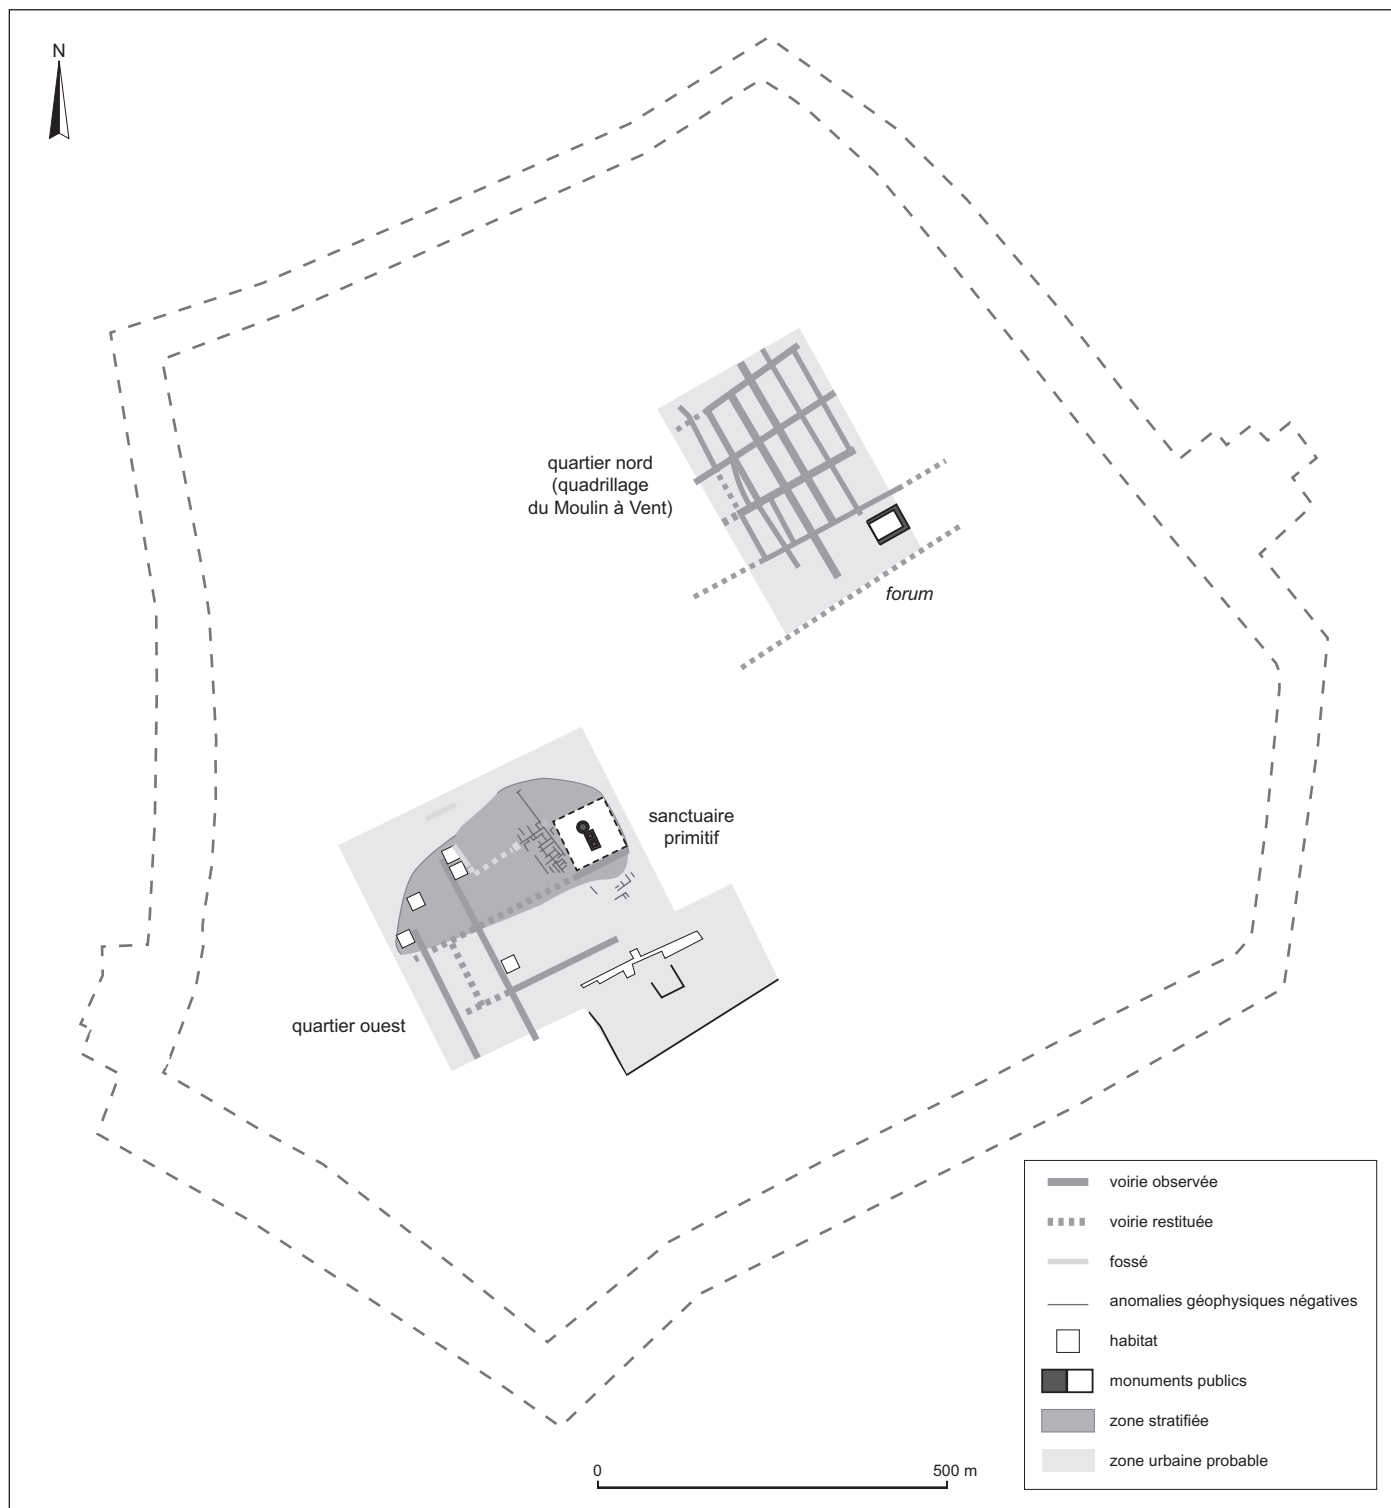 N
quartier nord
(quadrillage
du Moulin à Vent)
forum
sanctuaire
primitif
quartier ouest
voirie observée
voirie restituée
fossé
anomalies géophysiques négatives
habitat
monuments publics
zone stratifiée
zone urbaine probable
0 500 m